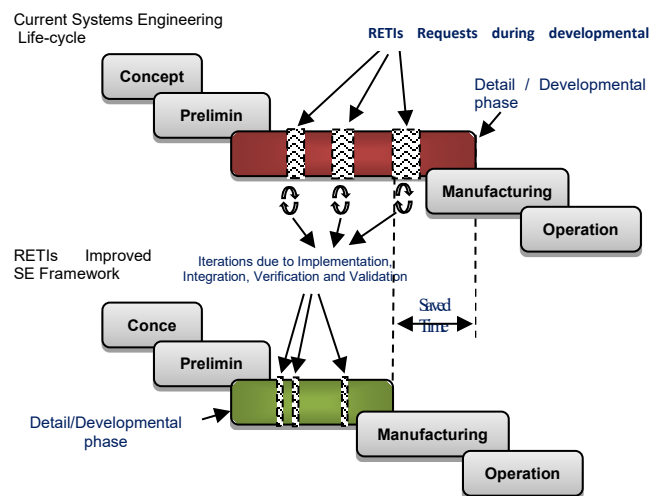 Current Systems Engineering
Life-cycle
RETIs Requests during developmental
Concept
Prelimin
Detail / Developmental
phase
Manufacturing
Operation
RETIs Improved
SE Framework
Iterations due to Implementation,
Integration, Verification and Validation
Saved
Time
Conce
Prelimin
Detail/Developmental
phase
Manufacturing
Operation